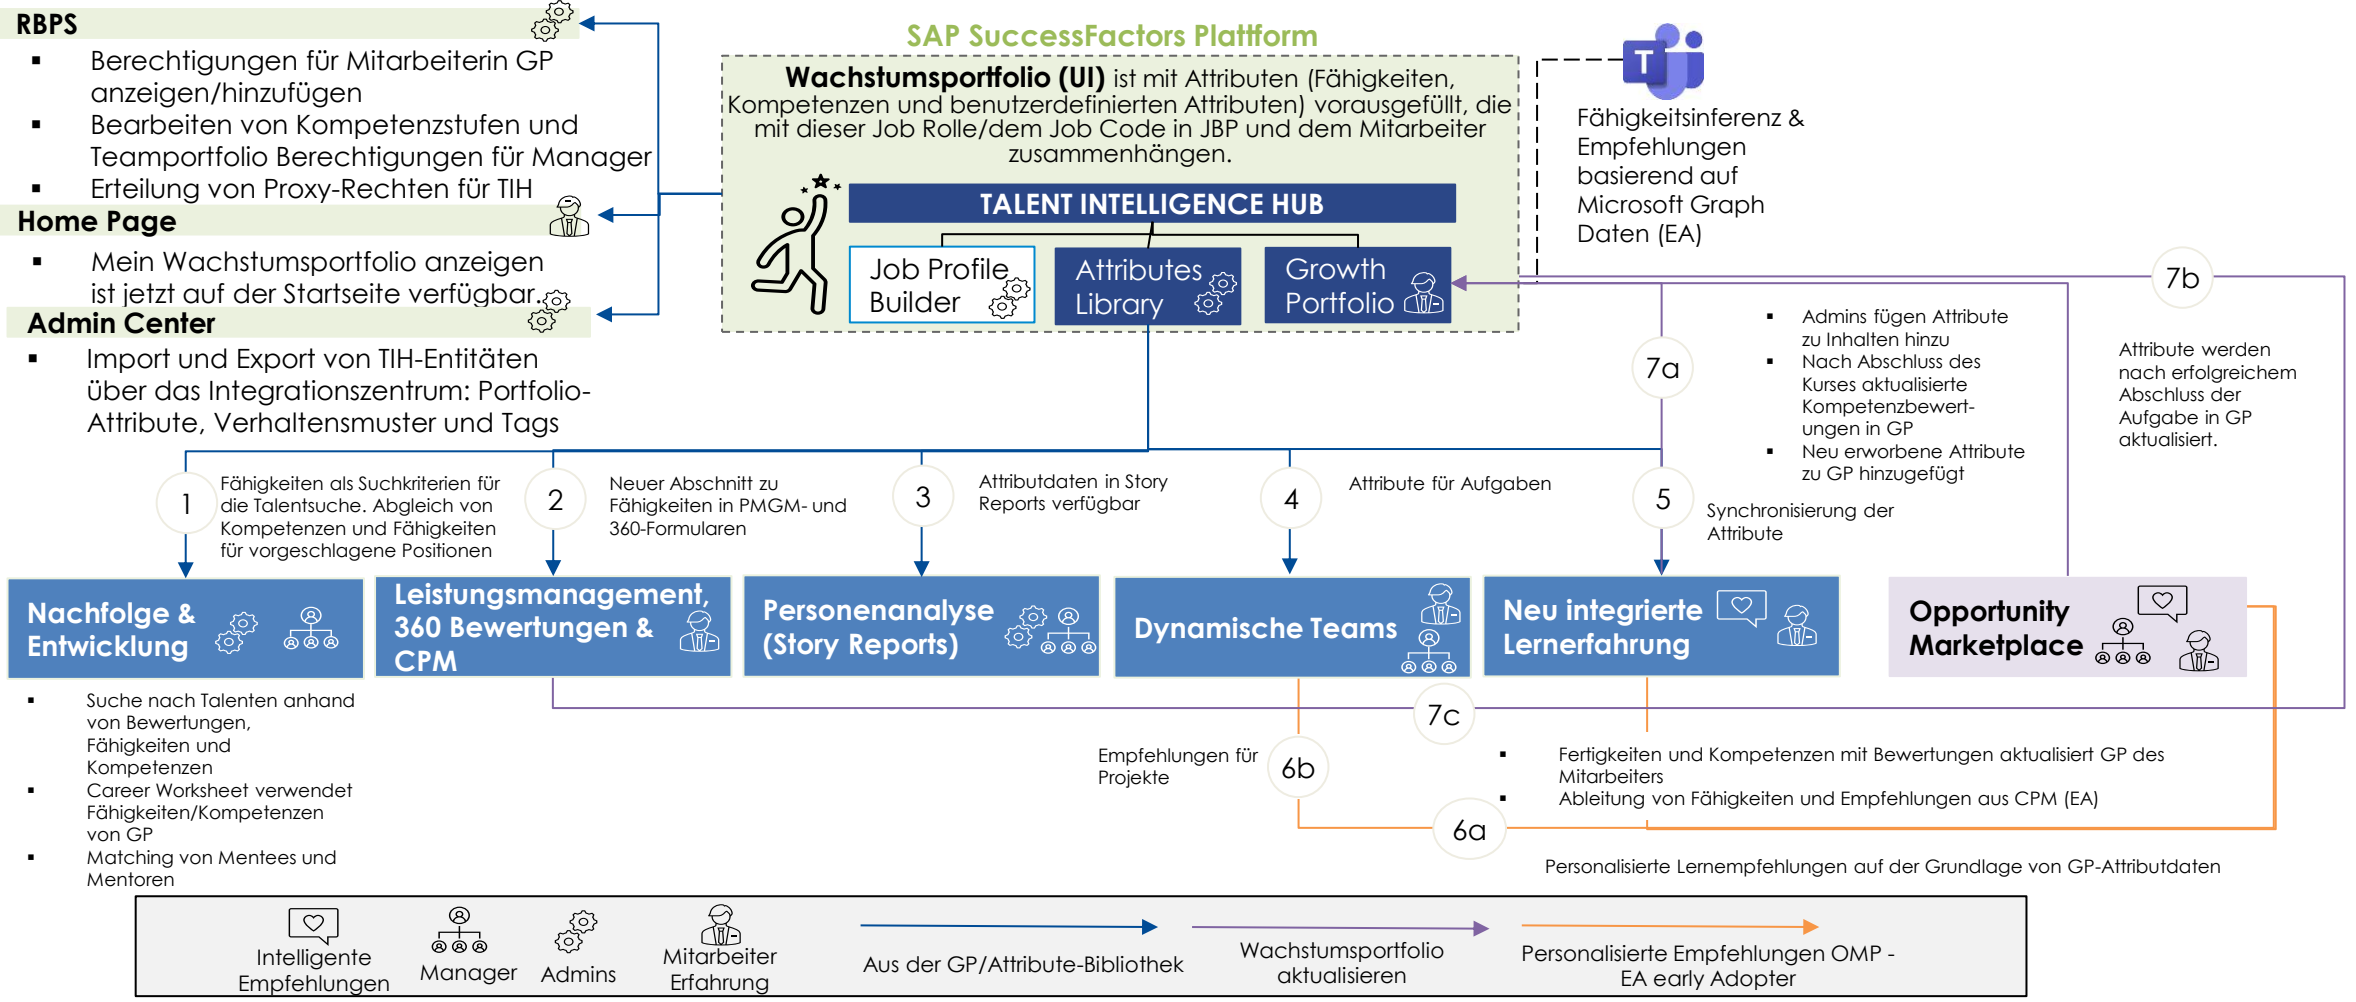 RBPS
▪ Berechtigungen für Mitarbeiterin GP
anzeigen/hinzufügen
▪ Bearbeiten von Kompetenzstufen und
Teamportfolio Berechtigungen für Manager
▪ Erteilung von Proxy-Rechten für TIH
Home Page
▪ Mein Wachstumsportfolio anzeigen
ist jetzt auf der Startseite verfügbar.
Admin Center
▪ Import und Export von TIH-Entitäten
über das Integrationszentrum: Portfolio-
Attribute, Verhaltensmuster und Tags
SAP SuccessFactors Plattform
Wachstumsportfolio (UI) ist mit Attributen (Fähigkeiten,
Kompetenzen und benutzerdefinierten Attributen) vorausgefüllt, die
mit dieser Job Rolle/dem Job Code in JBP und dem Mitarbeiter
zusammenhängen.
TALENT INTELLIGENCE HUB
Job Profile
Builder
Attributes
Library
Growth
Portfolio
T
Fähigkeitsinferenz &
Empfehlungen
basierend auf
Microsoft Graph
Daten (EA)
7b
7a
▪ Admins fügen Attribute
zu Inhalten hinzu
▪ Nach Abschluss des
Kurses aktualisierte
Kompetenzbewert-
ungen in GP
▪ Neu erworbene Attribute
zu GP hinzugefügt
Attribute werden
nach erfolgreichem
Abschluss der
Aufgabe in GP
aktualisiert.
1
Fähigkeiten als Suchkriterien für
die Talentsuche. Abgleich von
Kompetenzen und Fähigkeiten
für vorgeschlagene Positionen
2
Neuer Abschnitt zu
Fähigkeiten in PMGM- und
360-Formularen
3
Attributdaten in Story
Reports verfügbar
4
Attribute für Aufgaben
5
Synchronisierung der
Attribute
Nachfolge &
Entwicklung
Leistungsmanagement,
360 Bewertungen &
CPM
Personenanalyse
(Story Reports)
Dynamische Teams
Neu integrierte
Lernerfahrung
Opportunity
Marketplace
▪ Suche nach Talenten anhand
von Bewertungen,
Fähigkeiten und
Kompetenzen
▪ Career Worksheet verwendet
Fähigkeiten/Kompetenzen
von GP
▪ Matching von Mentees und
Mentoren
7c
Empfehlungen für
Projekte
6b
▪ Fertigkeiten und Kompetenzen mit Bewertungen aktualisiert GP des
Mitarbeiters
▪ Ableitung von Fähigkeiten und Empfehlungen aus CPM (EA)
6a
Personalisierte Lernempfehlungen auf der Grundlage von GP-Attributdaten
Intelligente
Empfehlungen
Manager
Admins
Mitarbeiter
Erfahrung
Aus der GP/Attribute-Bibliothek
Wachstumsportfolio
aktualisieren
Personalisierte Empfehlungen OMP -
EA early Adopter